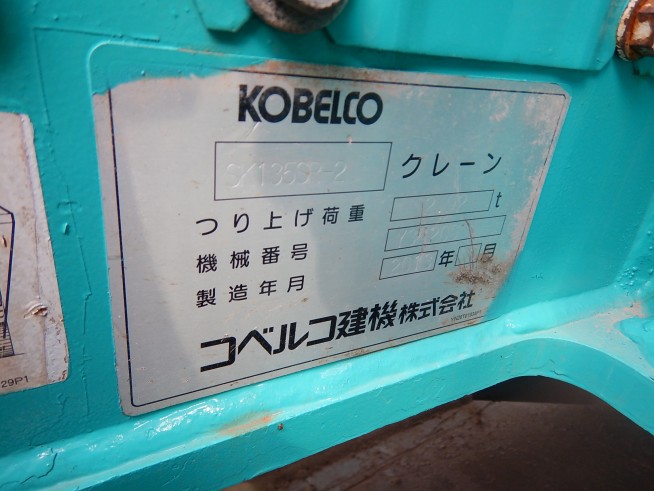 KOBELCO
SK135SR-2 クレーン
つり上げ荷重 t
機械番号
製造年月 年 月
コベルコ建機株式会社
29P1